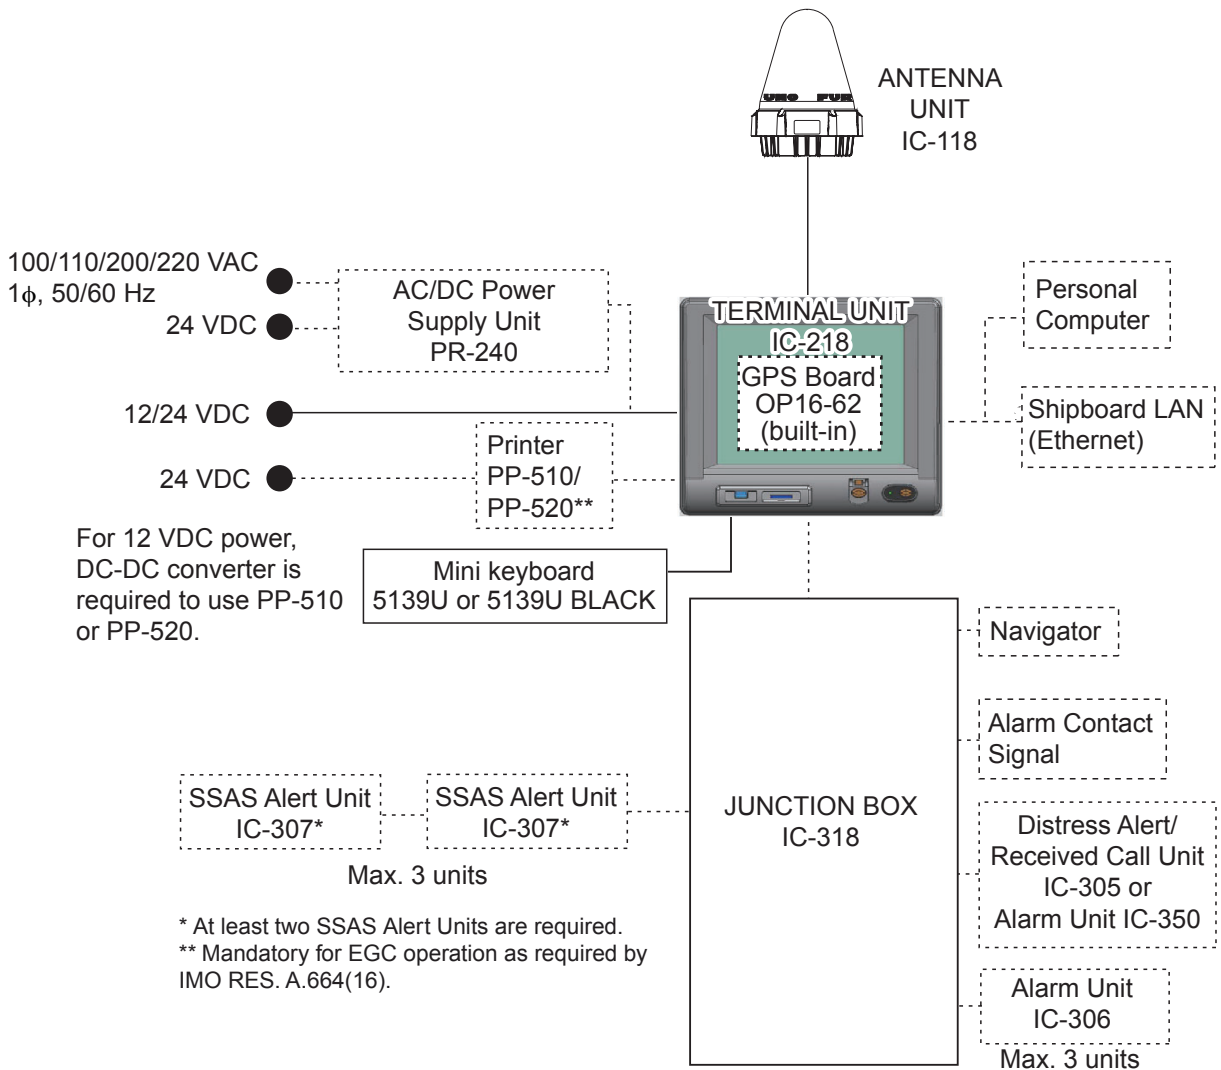 ANTENNA
UNIT
IC-118
UNO FUR
100/110/200/220 VAC
1ϕ, 50/60 Hz
24 VDC
AC/DC Power
Supply Unit
PR-240
TERMINAL UNIT
IC-218
GPS Board
OP16-62
(built-in)
Personal
Computer
Shipboard LAN
(Ethernet)
12/24 VDC
24 VDC
Printer
PP-510/
PP-520**
For 12 VDC power,
DC-DC converter is
required to use PP-510
or PP-520.
Mini keyboard
5139U or 5139U BLACK
Navigator
Alarm Contact
Signal
JUNCTION BOX
IC-318
SSAS Alert Unit
IC-307*
SSAS Alert Unit
IC-307*
Max. 3 units
Distress Alert/
Received Call Unit
IC-305 or
Alarm Unit IC-350
Alarm Unit
IC-306
Max. 3 units
* At least two SSAS Alert Units are required.
** Mandatory for EGC operation as required by
IMO RES. A.664(16).